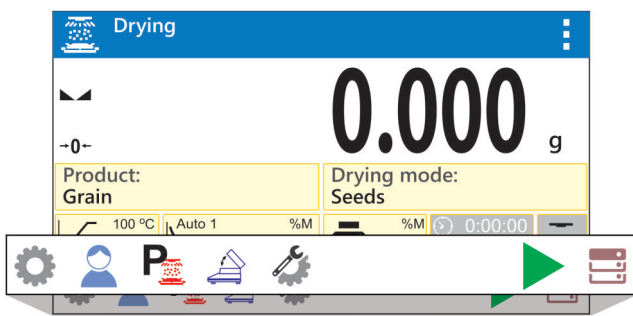 Drying
→0←
0.000 g
Product:
Grain
Drying mode:
Seeds
100 ºC
Auto 1 %M
%M
0:00:00
P